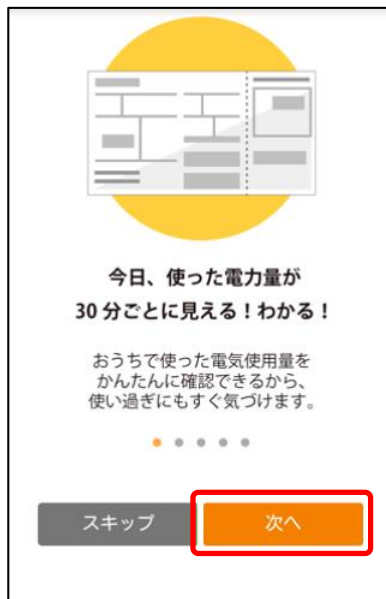 今日、使った電力量が
30分ごとに見える！わかる！
おうちで使った電気使用量を
かんたんに確認できるから、
使い過ぎにもすぐ気づけます。
スキップ
次へ